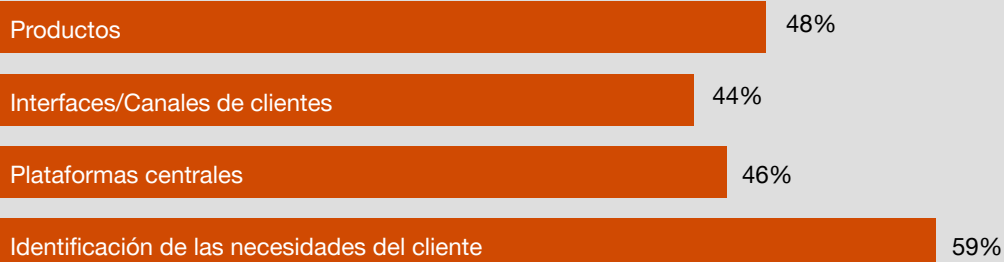 Productos 48%
Interfaces/Canales de clientes 44%
Plataformas centrales 46%
Identificación de las necesidades del cliente 59%